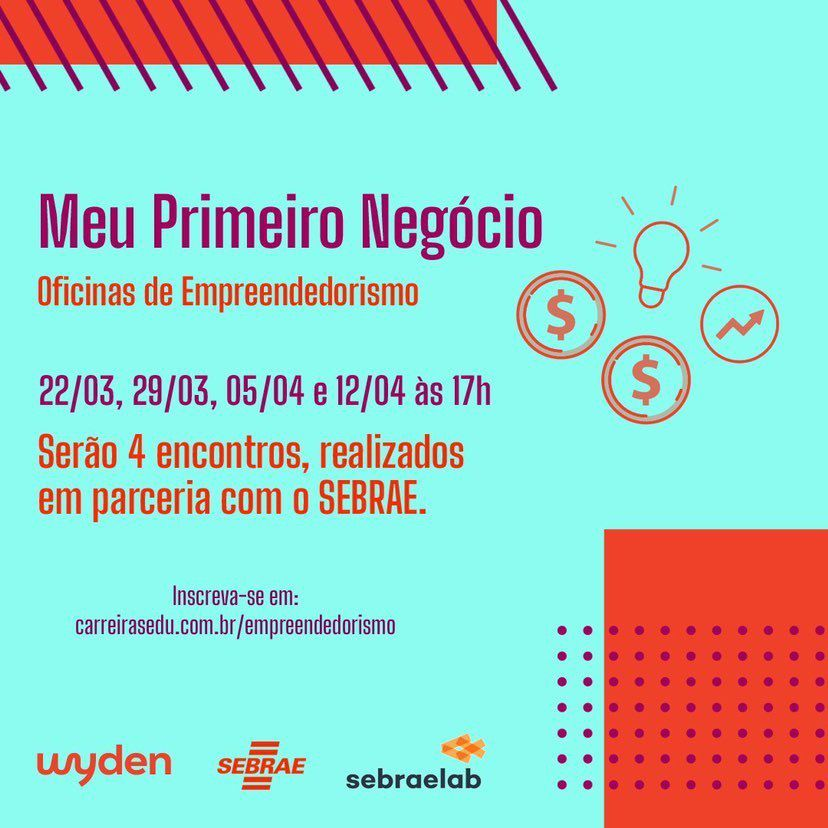 Meu Primeiro Negócio
Oficinas de Empreendedorismo
$
$
22/03, 29/03, 05/04 e 12/04 às 17h
Serão 4 encontros, realizados
em parceria com o SEBRAE.
Inscreva-se em:
carreirasedu.com.br/empreendedorismo
wyden
SEBRAE
sebraelab